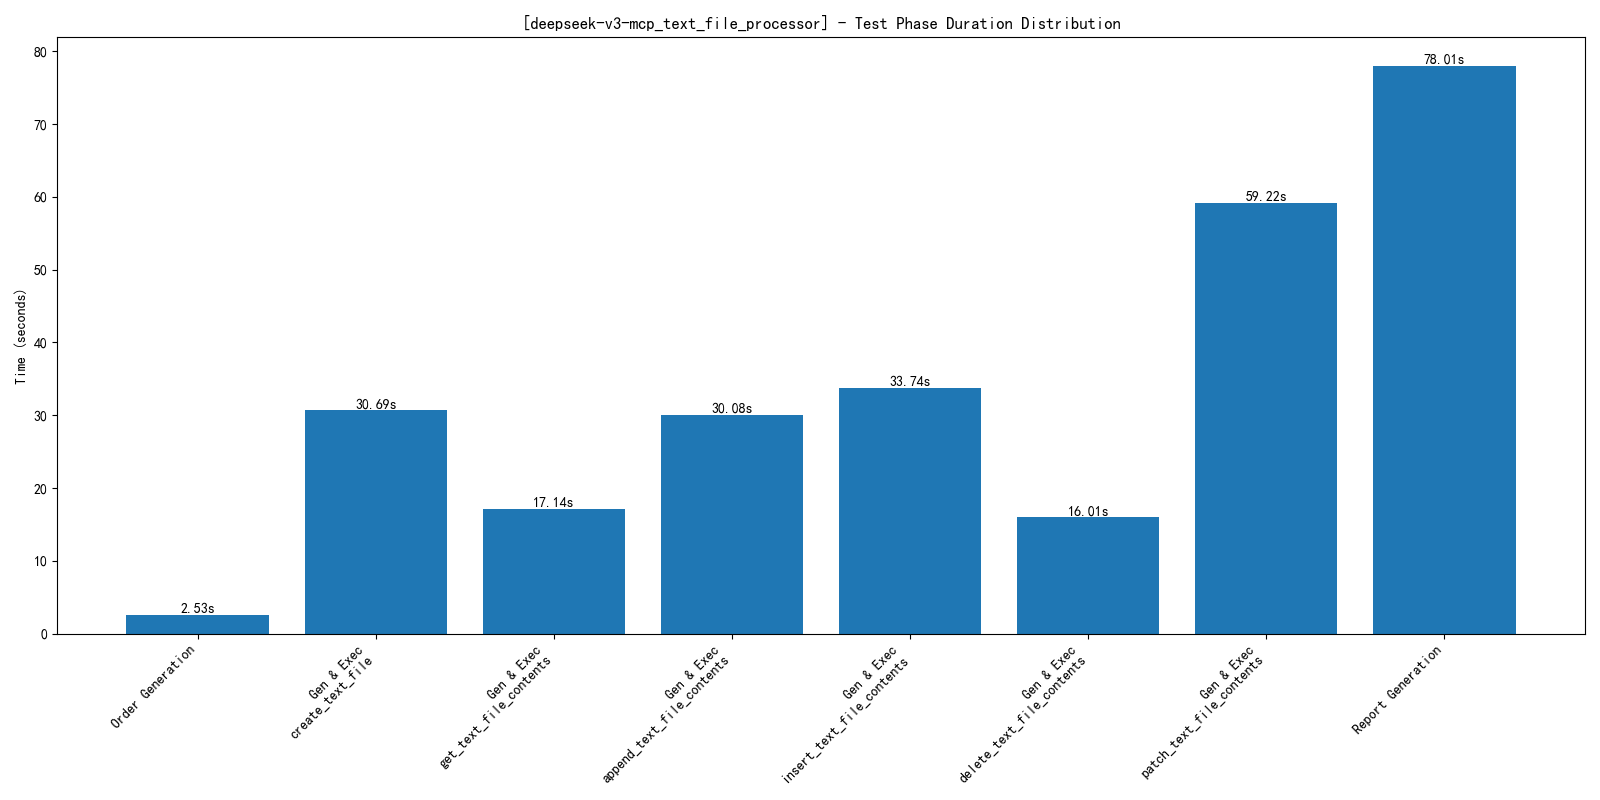 [deepseek-v3-mcp_text_file_processor] - Test Phase Duration Distribution
Time (seconds)
80
70
60
50
40
30
20
10
0
2.53s
30.69s
17.14s
30.08s
33.74s
16.01s
59.22s
78.01s
Order Generation
Gen & Exec
create_text_file
Gen & Exec
get_text_file_contents
Gen & Exec
append_text_file_contents
Gen & Exec
insert_text_file_contents
Gen & Exec
delete_text_file_contents
Gen & Exec
patch_text_file_contents
Report Generation